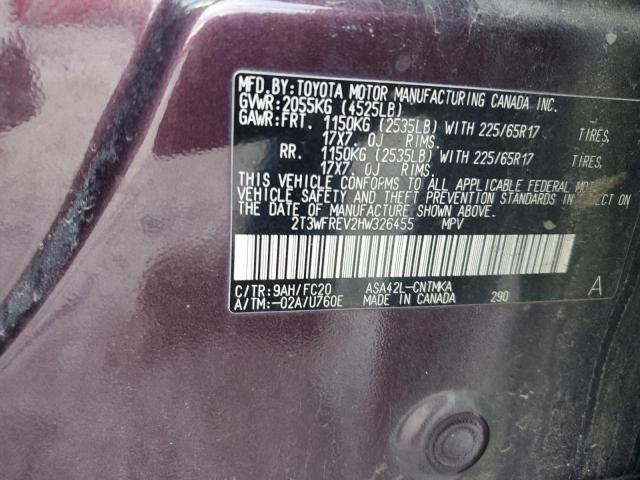 MFD.BY:TOYOTA MOTOR MANUFACTURING CANADA INC.
GVWR:2055KG (4525LB)
GAWR:FRT. 1150KG (2535LB) WITH 225/65R17 TIRES,
17X7. 0J RIMS.
RR. 1150KG (2535LB) WITH 225/65R17 TIRES,
17X7. 0J RIMS.
THIS VEHICLE CONFORMS TO ALL APPLICABLE FEDERAL MOTOR
VEHICLE SAFETY AND THEFT PREVENTION STANDARDS IN EFFECT ON
THE DATE OF MANUFACTURE SHOWN ABOVE.
2T3WFREV2HW326455 MPV
C/TR:9AH/FC20 ASA42L-CNTMKA
A/TM:-02A/U760E MADE IN CANADA 290 A